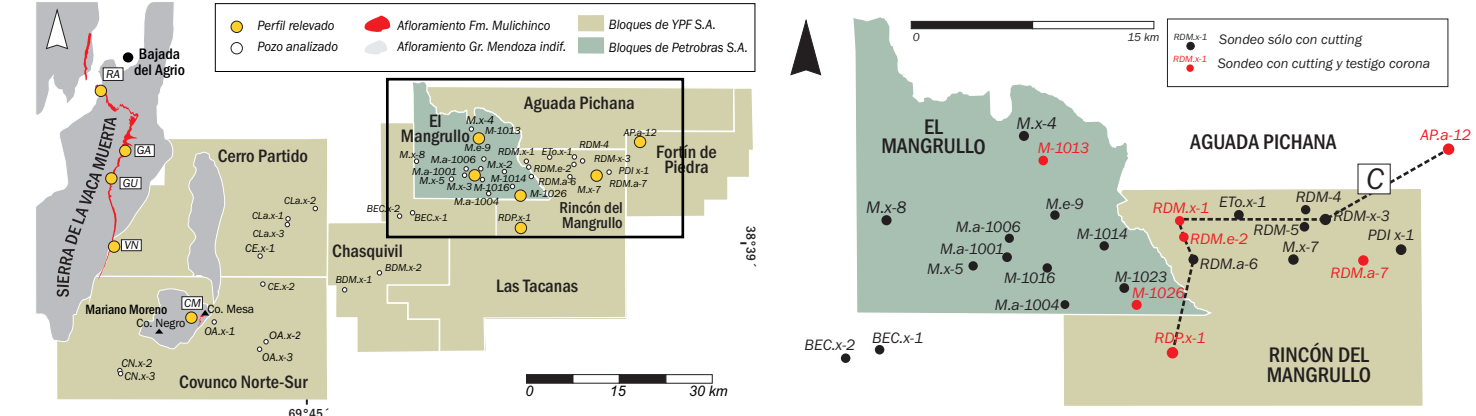 Perfil relevado
Pozo analizado
Afloramiento Fm. Mulichinco
Afloramiento Gr. Mendoza indif.
Bloques de YPF S.A.
Bloques de Petrobras S.A.
Bajada
del Agrio
RA
GA
GU
VN
CM
SIERRA DE LA VACA MUERTA
Cerro Partido
CLa.x-2
CLa.x-1
CLa.x-3
CE.x-1
CE.x-2
Mariano Moreno
Co. Negro
Co. Mesa
OA.x-1
OA.x-2
OA.x-3
CN.x-2
CN.x-3
Covunco Norte-Sur
69°45´
Chasquivil
BDM.x-2
BDM.x-1
BEC.x-2
BEC.x-1
Las Tacanas
El
Mangrullo
Aguada Pichana
Fortín de
Piedra
Rincón del
Mangrullo
M.x-4
M-1013
M.e-9
M.x-8
M.a-1006
M.a-1001
M.x-2
M.x-5
M.x-3
M-1014
M-1016
M.a-1004
M-1026
RDP.x-1
RDM.x-1
ETo.x-1
RDM-4
RDM-x-3
RDM.e-2
RDM.a-6
PDI x-1
RDM.a-7
M.x-7
AP.a-12
38°39´
0 15 30 km
0 15 km
RDM.x-1 Sondeo sólo con cutting
RDM.x-1 Sondeo con cutting y testigo corona
EL
MANGRULLO
M.x-4
M-1013
AGUADA PICHANA
AP.a-12
C
M.x-8
M.e-9
M.a-1006
M.a-1001
M.x-5
M-1016
M-1014
M-1023
M.a-1004
M-1026
RDM.x-1
ETo.x-1
RDM-4
RDM-x-3
RDM-5
RDM.e-2
RDM.a-6
M.x-7
PDI x-1
RDM.a-7
RDP.x-1
BEC.x-2
BEC.x-1
RINCÓN DEL
MANGRULLO